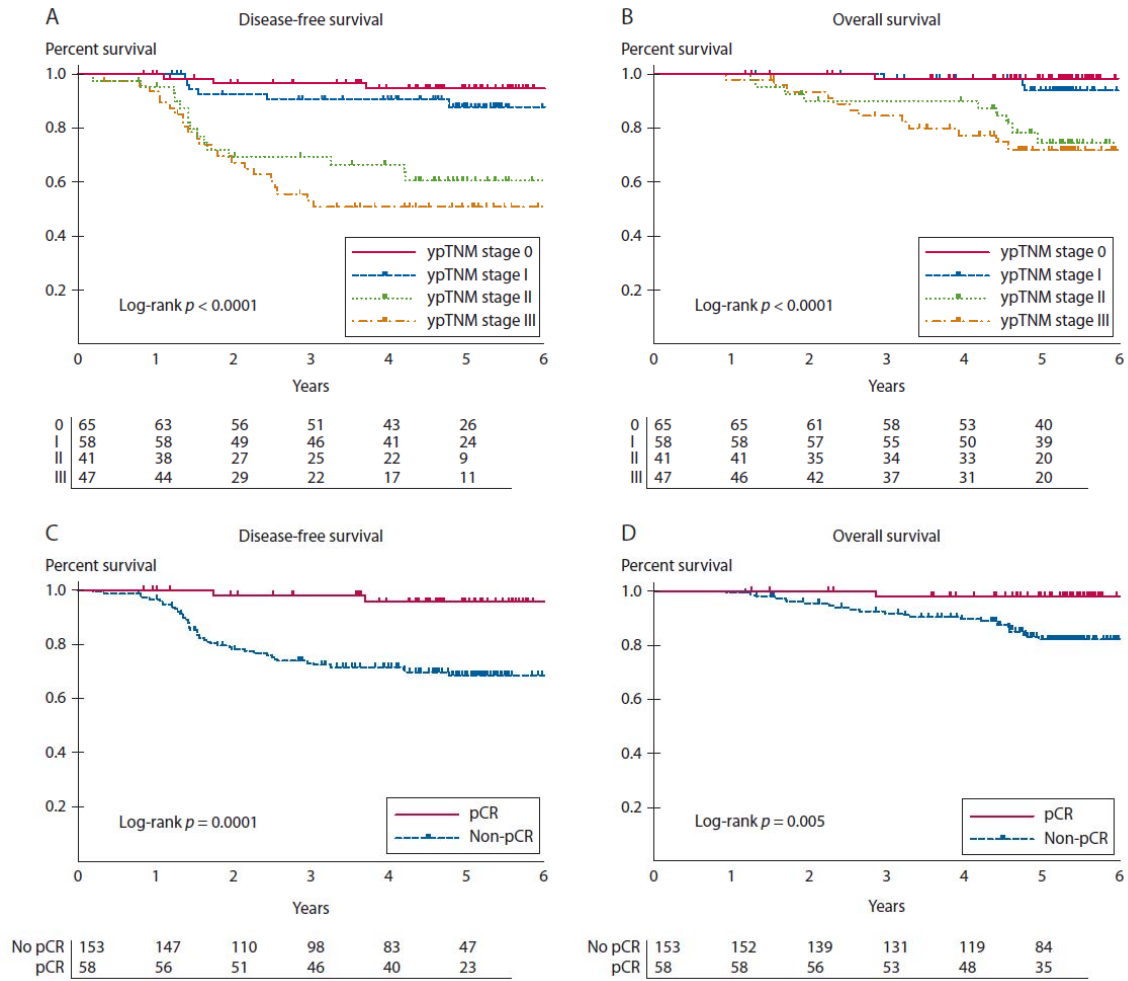 A
Disease-free survival
Percent survival
1.0
0.8
0.6
0.4
0.2
ypTNM stage 0
ypTNM stage I
ypTNM stage II
ypTNM stage III
Log-rank p < 0.0001
0 1 2 3 4 5 6
Years
0 65 63 56 51 43 26
I 58 58 49 46 41 24
II 41 38 27 25 22 9
III 47 44 29 22 17 11
B
Overall survival
Percent survival
1.0
0.8
0.6
0.4
0.2
ypTNM stage 0
ypTNM stage I
ypTNM stage II
ypTNM stage III
Log-rank p < 0.0001
0 1 2 3 4 5 6
Years
0 65 65 61 58 53 40
I 58 58 57 55 50 39
II 41 41 35 34 33 20
III 47 46 42 37 31 20
C
Disease-free survival
Percent survival
1.0
0.8
0.6
0.4
0.2
pCR
Non-pCR
Log-rank p = 0.0001
0 1 2 3 4 5 6
Years
No pCR 153 147 110 98 83 47
pCR 58 56 51 46 40 23
D
Overall survival
Percent survival
1.0
0.8
0.6
0.4
0.2
pCR
Non-pCR
Log-rank p = 0.005
0 1 2 3 4 5 6
Years
No pCR 153 152 139 131 119 84
pCR 58 58 56 53 48 35